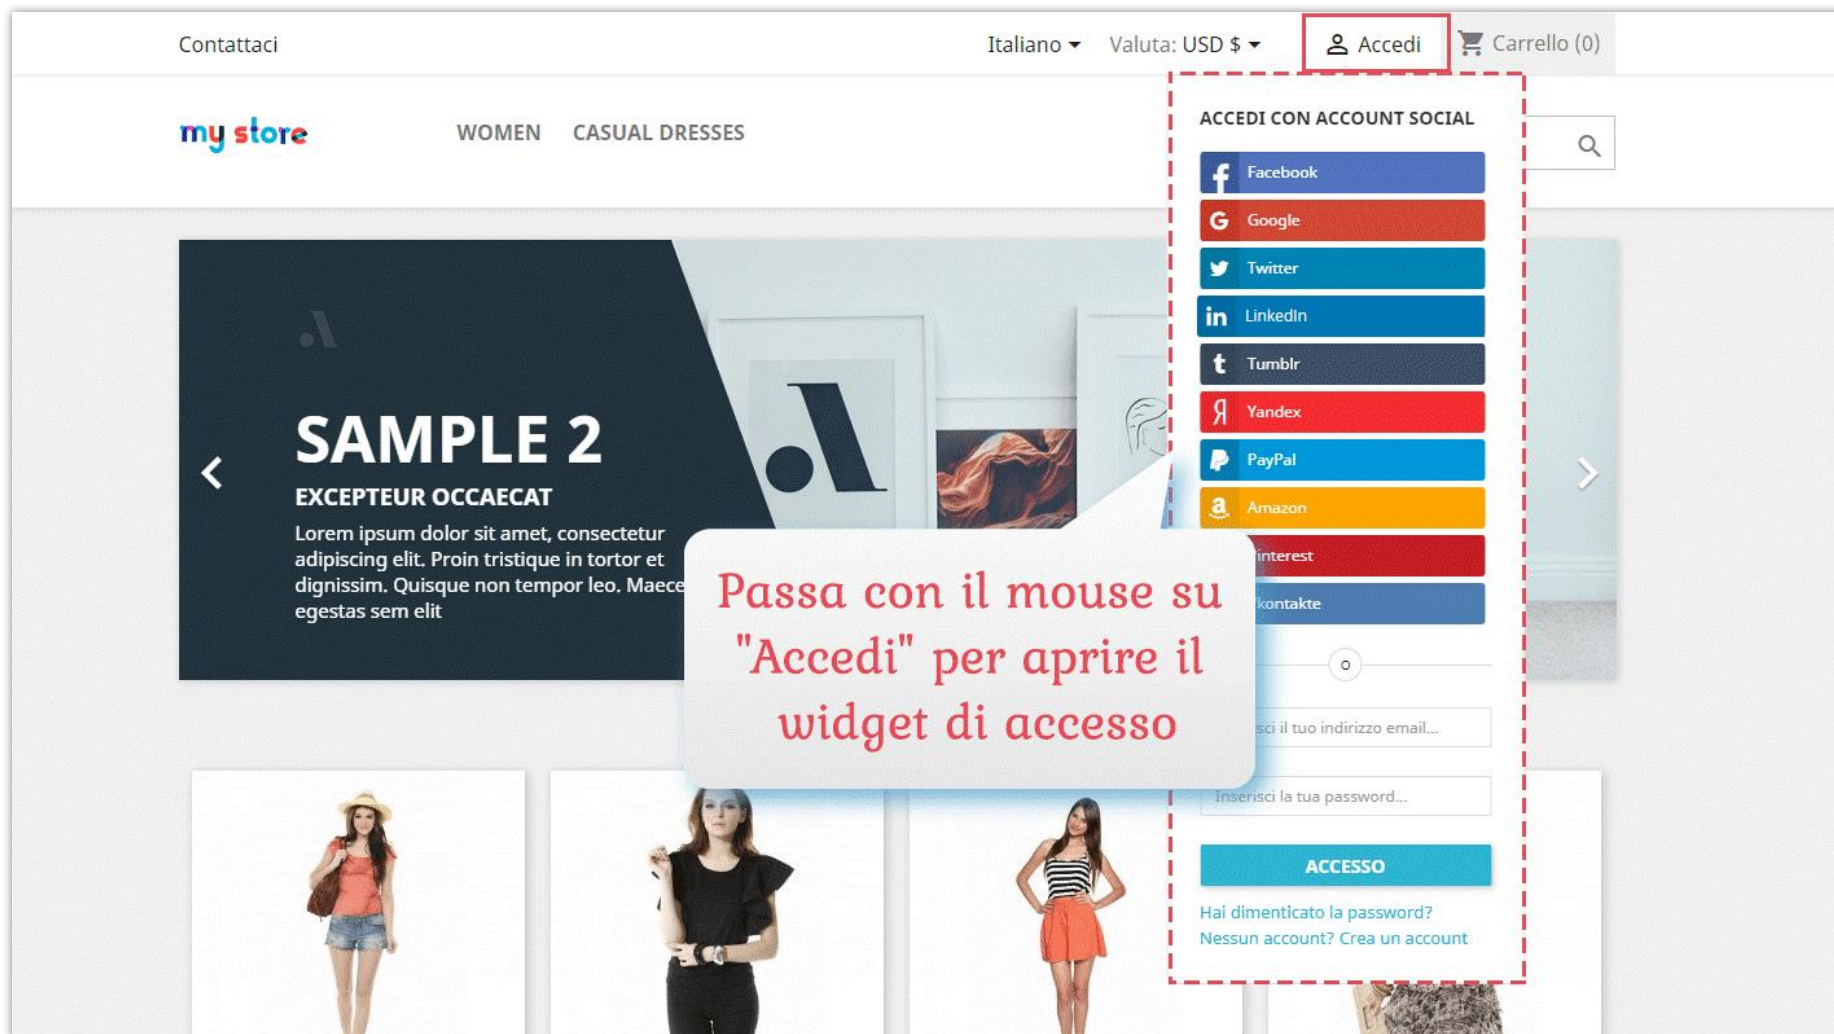 Contattaci
Italiano
Valuta: USD $
Accedi
Carrello (0)
my store
WOMEN
CASUAL DRESSES
ACCEDI CON ACCOUNT SOCIAL
Facebook
Google
Twitter
LinkedIn
Tumblr
Yandex
PayPal
Amazon
interest
kontakte
o
sci il tuo indirizzo email...
Inserisci la tua password...
ACCESSO
Hai dimenticato la password?
Nessun account? Crea un account
SAMPLE 2
EXCEPTEUR OCCAECAT
Lorem ipsum dolor sit amet, consectetur
adipiscing elit. Proin tristique in tortor et
dignissim. Quisque non tempor leo. Maece
egestas sem elit
Passa con il mouse su
"Accedi" per aprire il
widget di accesso